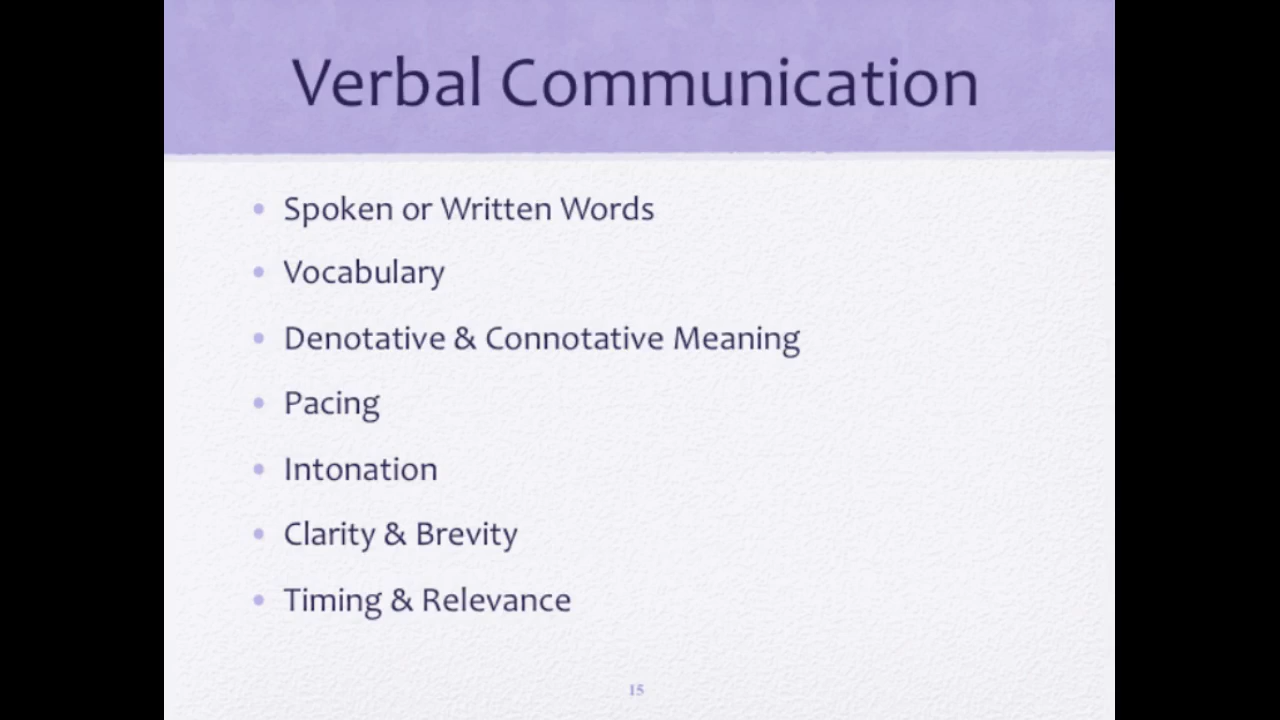 Verbal Communication
• Spoken or Written Words
• Vocabulary
• Denotative & Connotative Meaning
• Pacing
• Intonation
• Clarity & Brevity
• Timing & Relevance
15